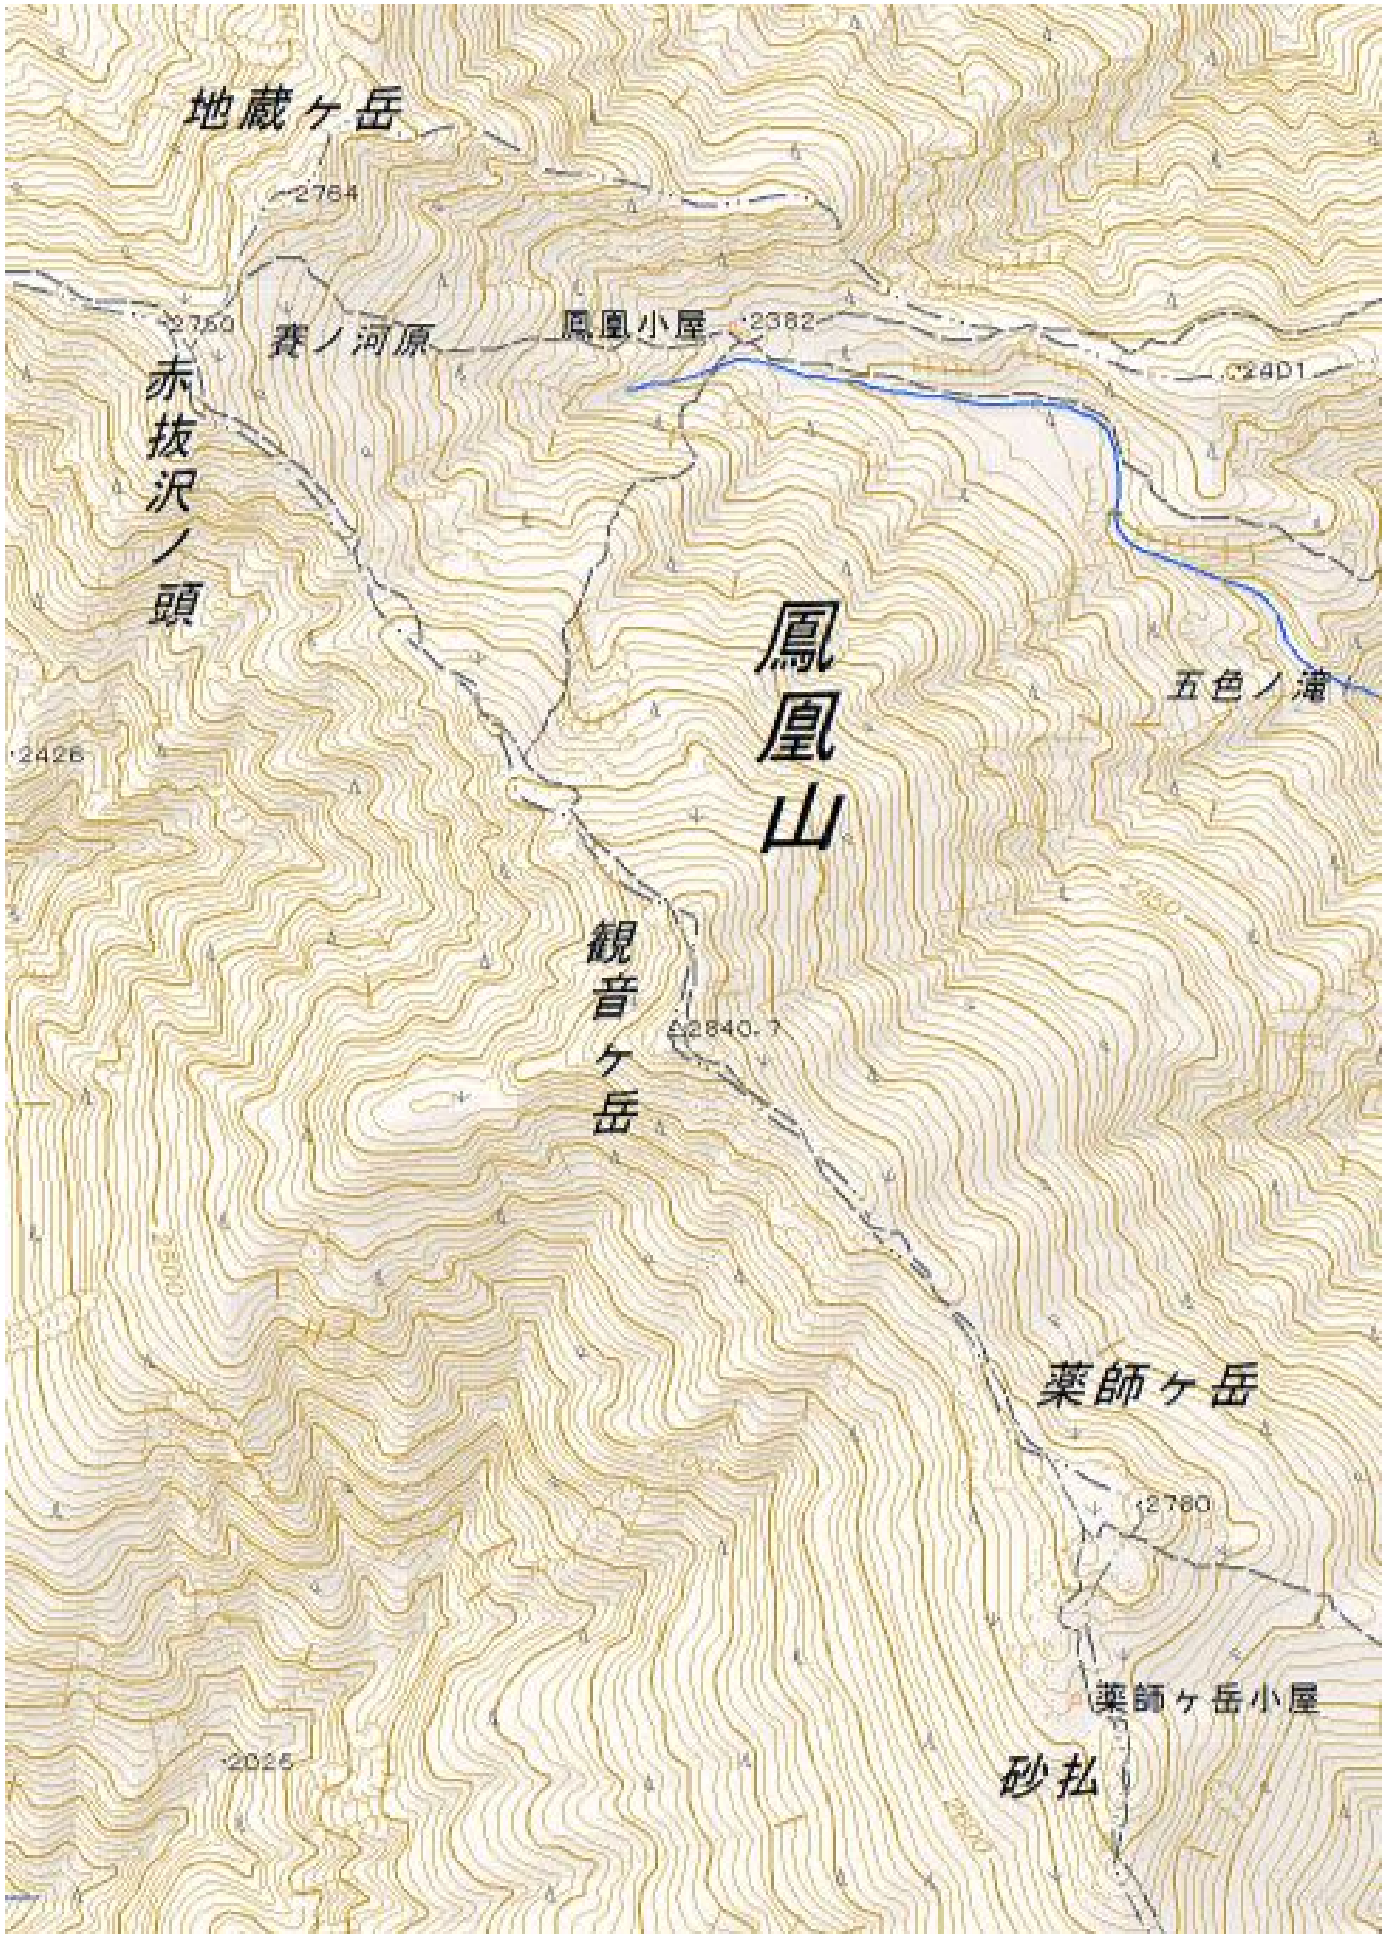 地蔵ヶ岳
2764
2750
賽ノ河原
鳳凰小屋
2382
2401
赤抜沢ノ頭
鳳凰山
五色ノ滝
2426
観音ヶ岳
2840.7
薬師ヶ岳
2780
薬師ヶ岳小屋
2026
砂払